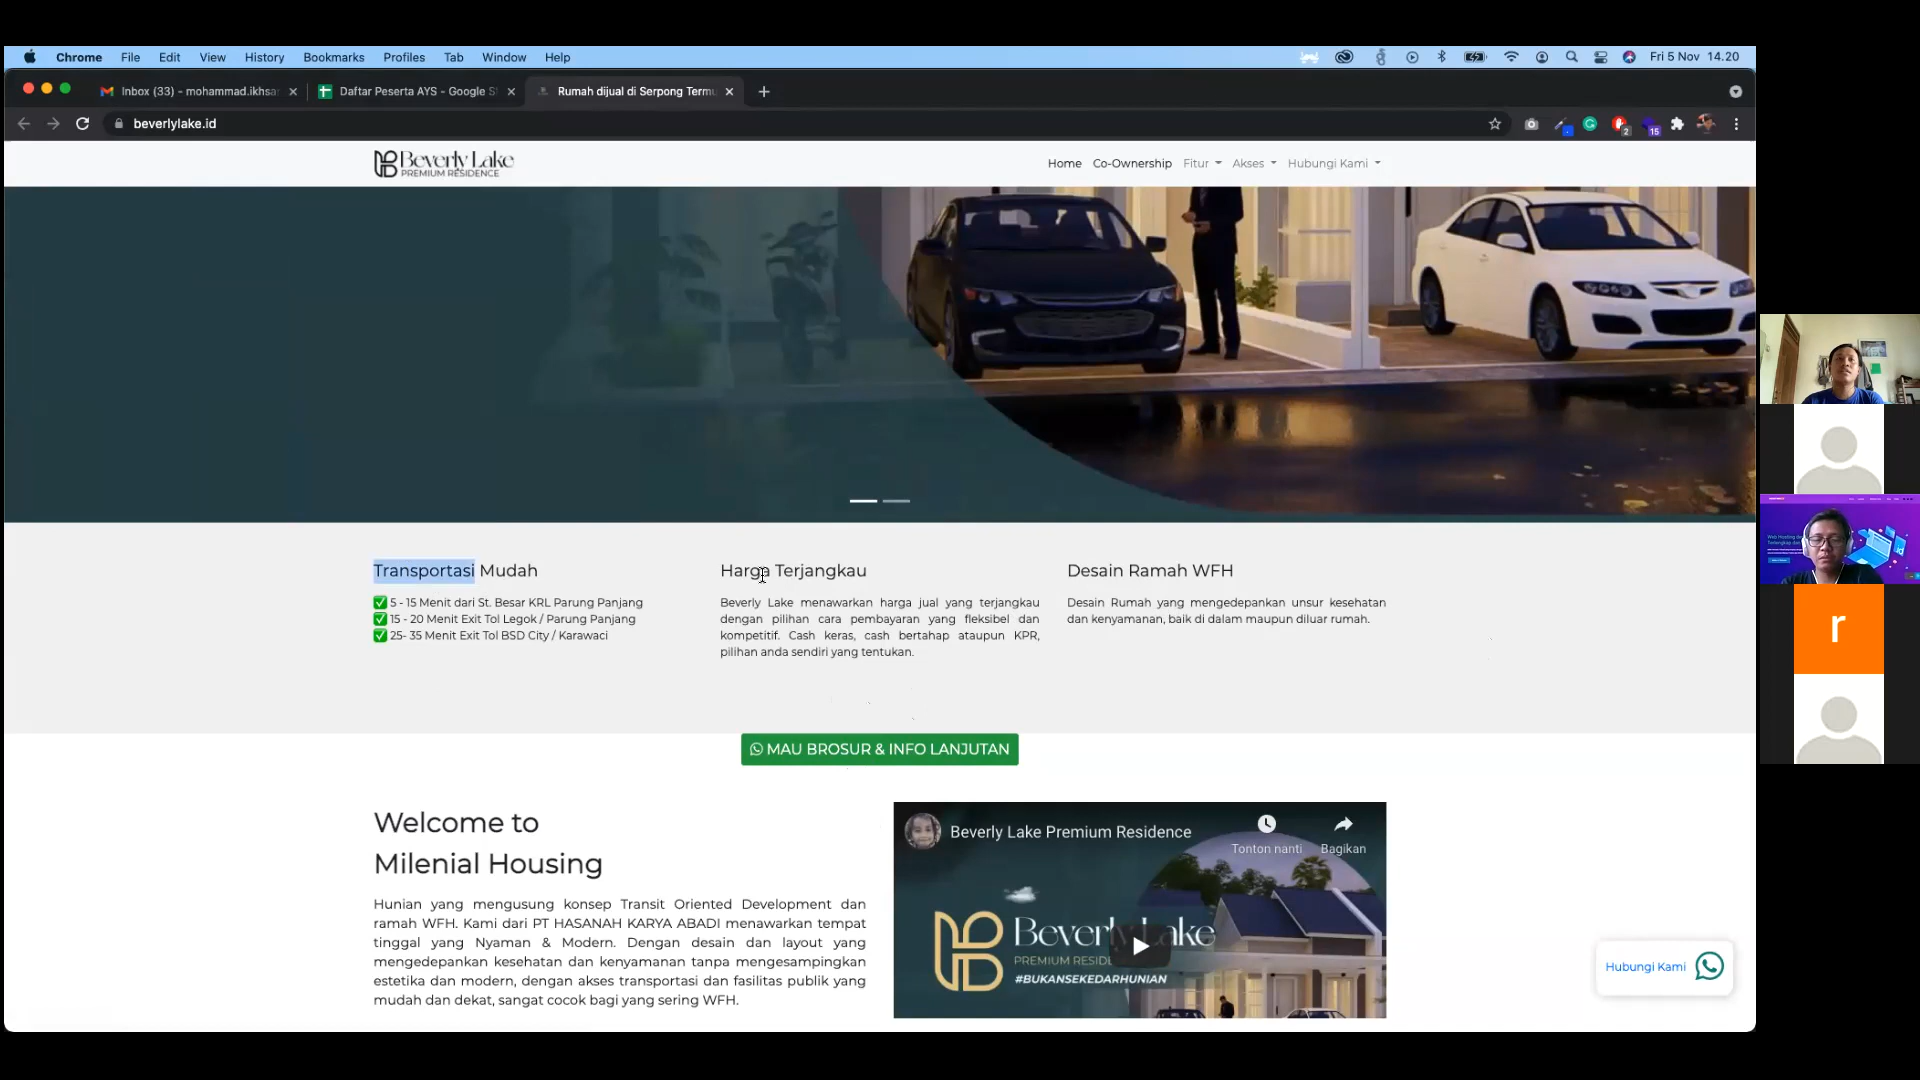 Chrome File Edit View History Bookmarks Profiles Tab Window Help Fri 5 Nov 14.20
Inbox (33) - mohammad.ikhsa
Daftar Peserta AYS - Google S
Rumah dijual di Serpong Termu
beverlylake.id
2
15
Beverly Lake
PREMIUM RESIDENCE
Home Co-Ownership Fitur Akses Hubungi Kami
Transportasi Mudah
✅ 5 - 15 Menit dari St. Besar KRL Parung Panjang
✅ 15 - 20 Menit Exit Tol Legok / Parung Panjang
✅ 25- 35 Menit Exit Tol BSD City / Karawaci
Harga Terjangkau
Beverly Lake menawarkan harga jual yang terjangkau
dengan pilihan cara pembayaran yang fleksibel dan
kompetitif. Cash keras, cash bertahap ataupun KPR,
pilihan anda sendiri yang tentukan.
Desain Ramah WFH
Desain Rumah yang mengedepankan unsur kesehatan
dan kenyamanan, baik di dalam maupun diluar rumah.
MAU BROSUR & INFO LANJUTAN
Welcome to
Milenial Housing
Hunian yang mengusung konsep Transit Oriented Development dan
ramah WFH. Kami dari PT HASANAH KARYA ABADI menawarkan tempat
tinggal yang Nyaman & Modern. Dengan desain dan layout yang
mengedepankan kesehatan dan kenyamanan tanpa mengesampingkan
estetika dan modern, dengan akses transportasi dan fasilitas publik yang
mudah dan dekat, sangat cocok bagi yang sering WFH.
Beverly Lake Premium Residence
Tonton nanti
Bagikan
Beverly Lake
PREMIUM RESIDE
#BUKANSEKEDARHUNIAN
Hubungi Kami
r